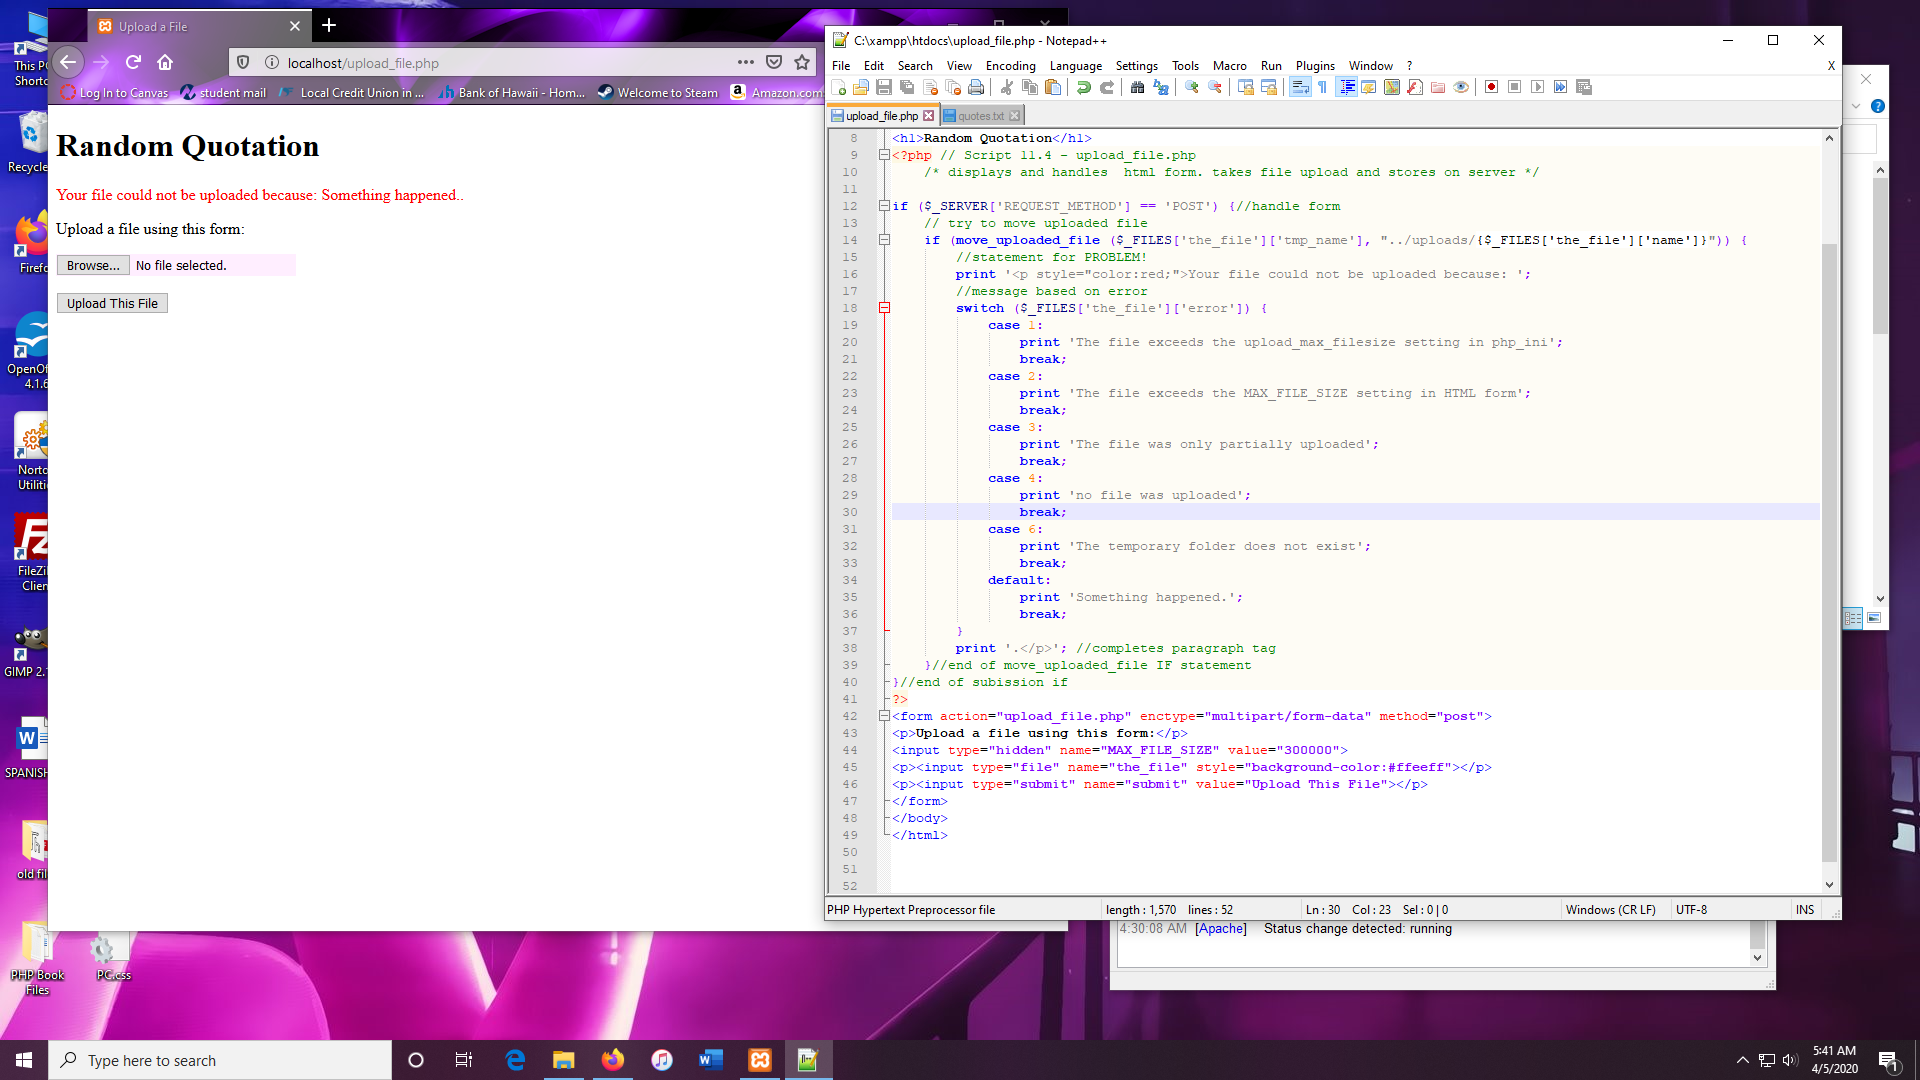 Upload a File
localhost/upload_file.php
Log In to Canvas
student mail
Local Credit Union in ...
Bank of Hawaii - Hom...
Welcome to Steam
Amazon.com
Random Quotation
Your file could not be uploaded because: Something happened..
Upload a file using this form:
Browse... No file selected.
Upload This File
C:\xampp\htdocs\upload_file.php - Notepad++
File Edit Search View Encoding Language Settings Tools Macro Run Plugins Window ? X
upload_file.php quotes.txt
8 <h1>Random Quotation</h1>
9 <?php // Script 11.4 - upload_file.php
10 /* displays and handles  html form. takes file upload and stores on server */
11
12 if ($_SERVER['REQUEST_METHOD'] == 'POST') {//handle form
13 // try to move uploaded file
14 if (move_uploaded_file ($_FILES['the_file']['tmp_name'], "../uploads/{$_FILES['the_file']['name']}")) {
15 //statement for PROBLEM!
16 print '<p style="color:red;">Your file could not be uploaded because: ';
17 //message based on error
18 switch ($_FILES['the_file']['error']) {
19 case 1:
20 print 'The file exceeds the upload_max_filesize setting in php_ini';
21 break;
22 case 2:
23 print 'The file exceeds the MAX_FILE_SIZE setting in HTML form';
24 break;
25 case 3:
26 print 'The file was only partially uploaded';
27 break;
28 case 4:
29 print 'no file was uploaded';
30 break;
31 case 6:
32 print 'The temporary folder does not exist';
33 break;
34 default:
35 print 'Something happened.';
36 break;
37 }
38 print '.</p>'; //completes paragraph tag
39 }//end of move_uploaded_file IF statement
40 }//end of subission if
41 ?>
42 <form action="upload_file.php" enctype="multipart/form-data" method="post">
43 <p>Upload a file using this form:</p>
44 <input type="hidden" name="MAX_FILE_SIZE" value="300000">
45 <p><input type="file" name="the_file" style="background-color:#ffeeff"></p>
46 <p><input type="submit" name="submit" value="Upload This File"></p>
47 </form>
48 </body>
49 </html>
50
51
52
PHP Hypertext Preprocessor file length : 1,570 lines : 52 Ln : 30 Col : 23 Sel : 0 | 0 Windows (CR LF) UTF-8 INS
4:30:08 AM [Apache] Status change detected: running
This P
Shortc
Recycle
Firefo
OpenOf
4.1.6
Norto
Utiliti
FileZi
Clien
GIMP 2.
SPANISH
old fil
PHP Book
Files
PC.css
Type here to search
5:41 AM
4/5/2020
1